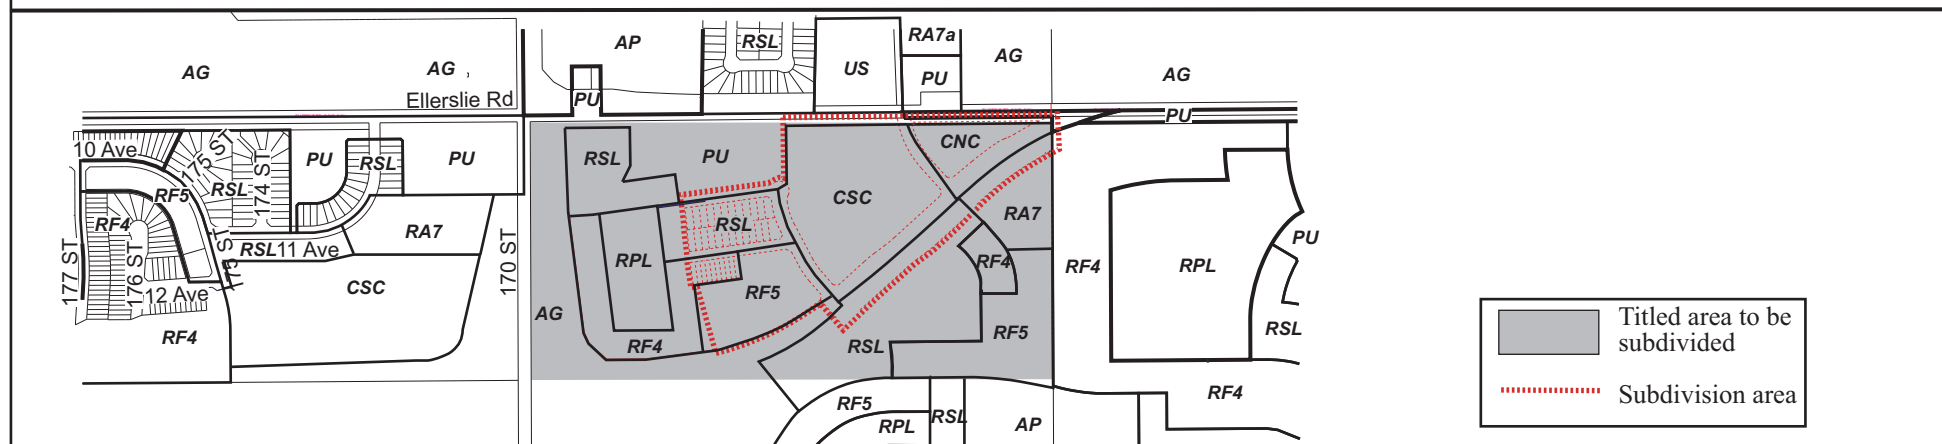 AP
RSL
RA7a
AG
AG
AG
AG
US
PU
Ellerslie Rd
PU
PU
10 Ave
175 ST
174 ST
PU
RSL
PU
RSL
PU
CNC
RSL
RF5
CSC
RF4
RSL
RA7
RA7
PU
175 ST
RSL
11 Ave
RPL
RF4
RF4
RPL
177 ST
176 ST
12 Ave
CSC
170 ST
RF5
AG
RF4
RF4
RSL
RF5
RSL
RF4
RF5
RSL
RPL
AP
Titled area to be
subdivided
Subdivision area